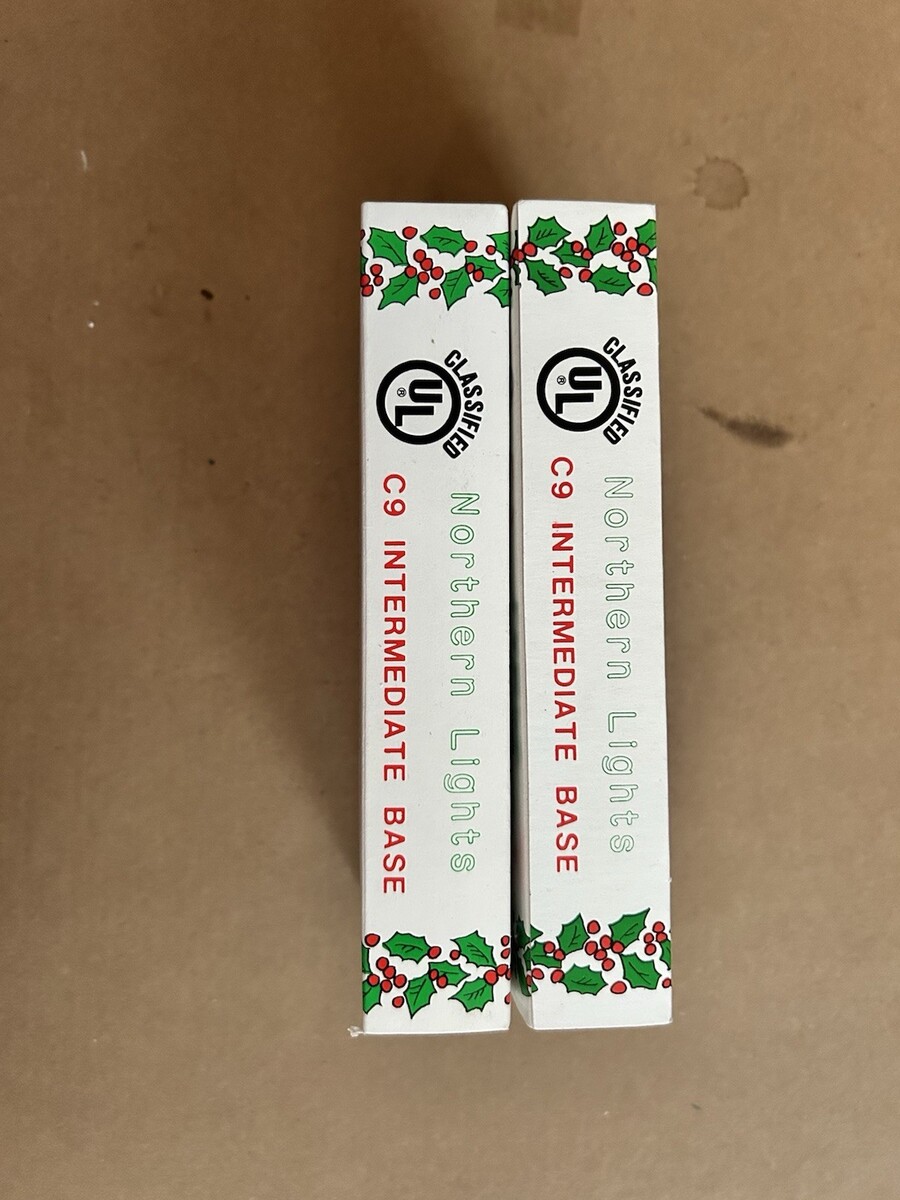 CLASSIFIED
UL®
Northern Lights
C9 INTERMEDIATE BASE
CLASSIFIED
UL®
Northern Lights
C9 INTERMEDIATE BASE